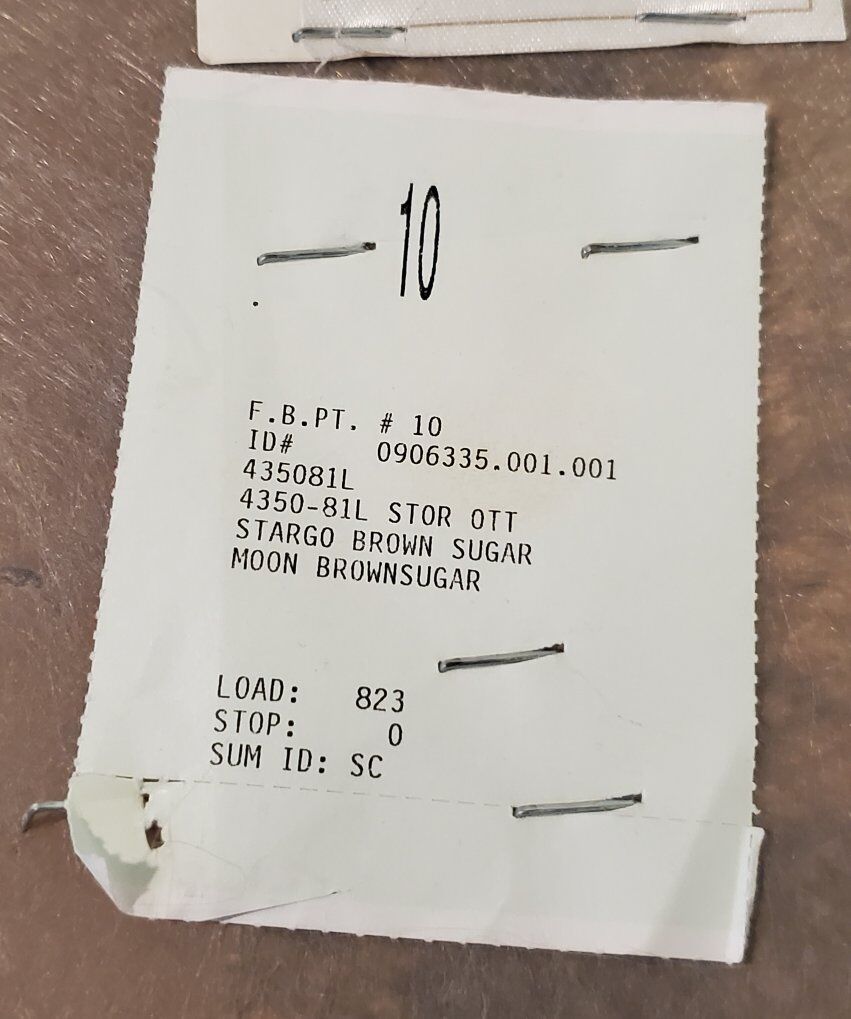 10
F.B.PT. # 10
ID# 0906335.001.001
435081L
4350-81L STOR OTT
STARGO BROWN SUGAR
MOON BROWNSUGAR
LOAD: 823
STOP: 0
SUM ID: SC